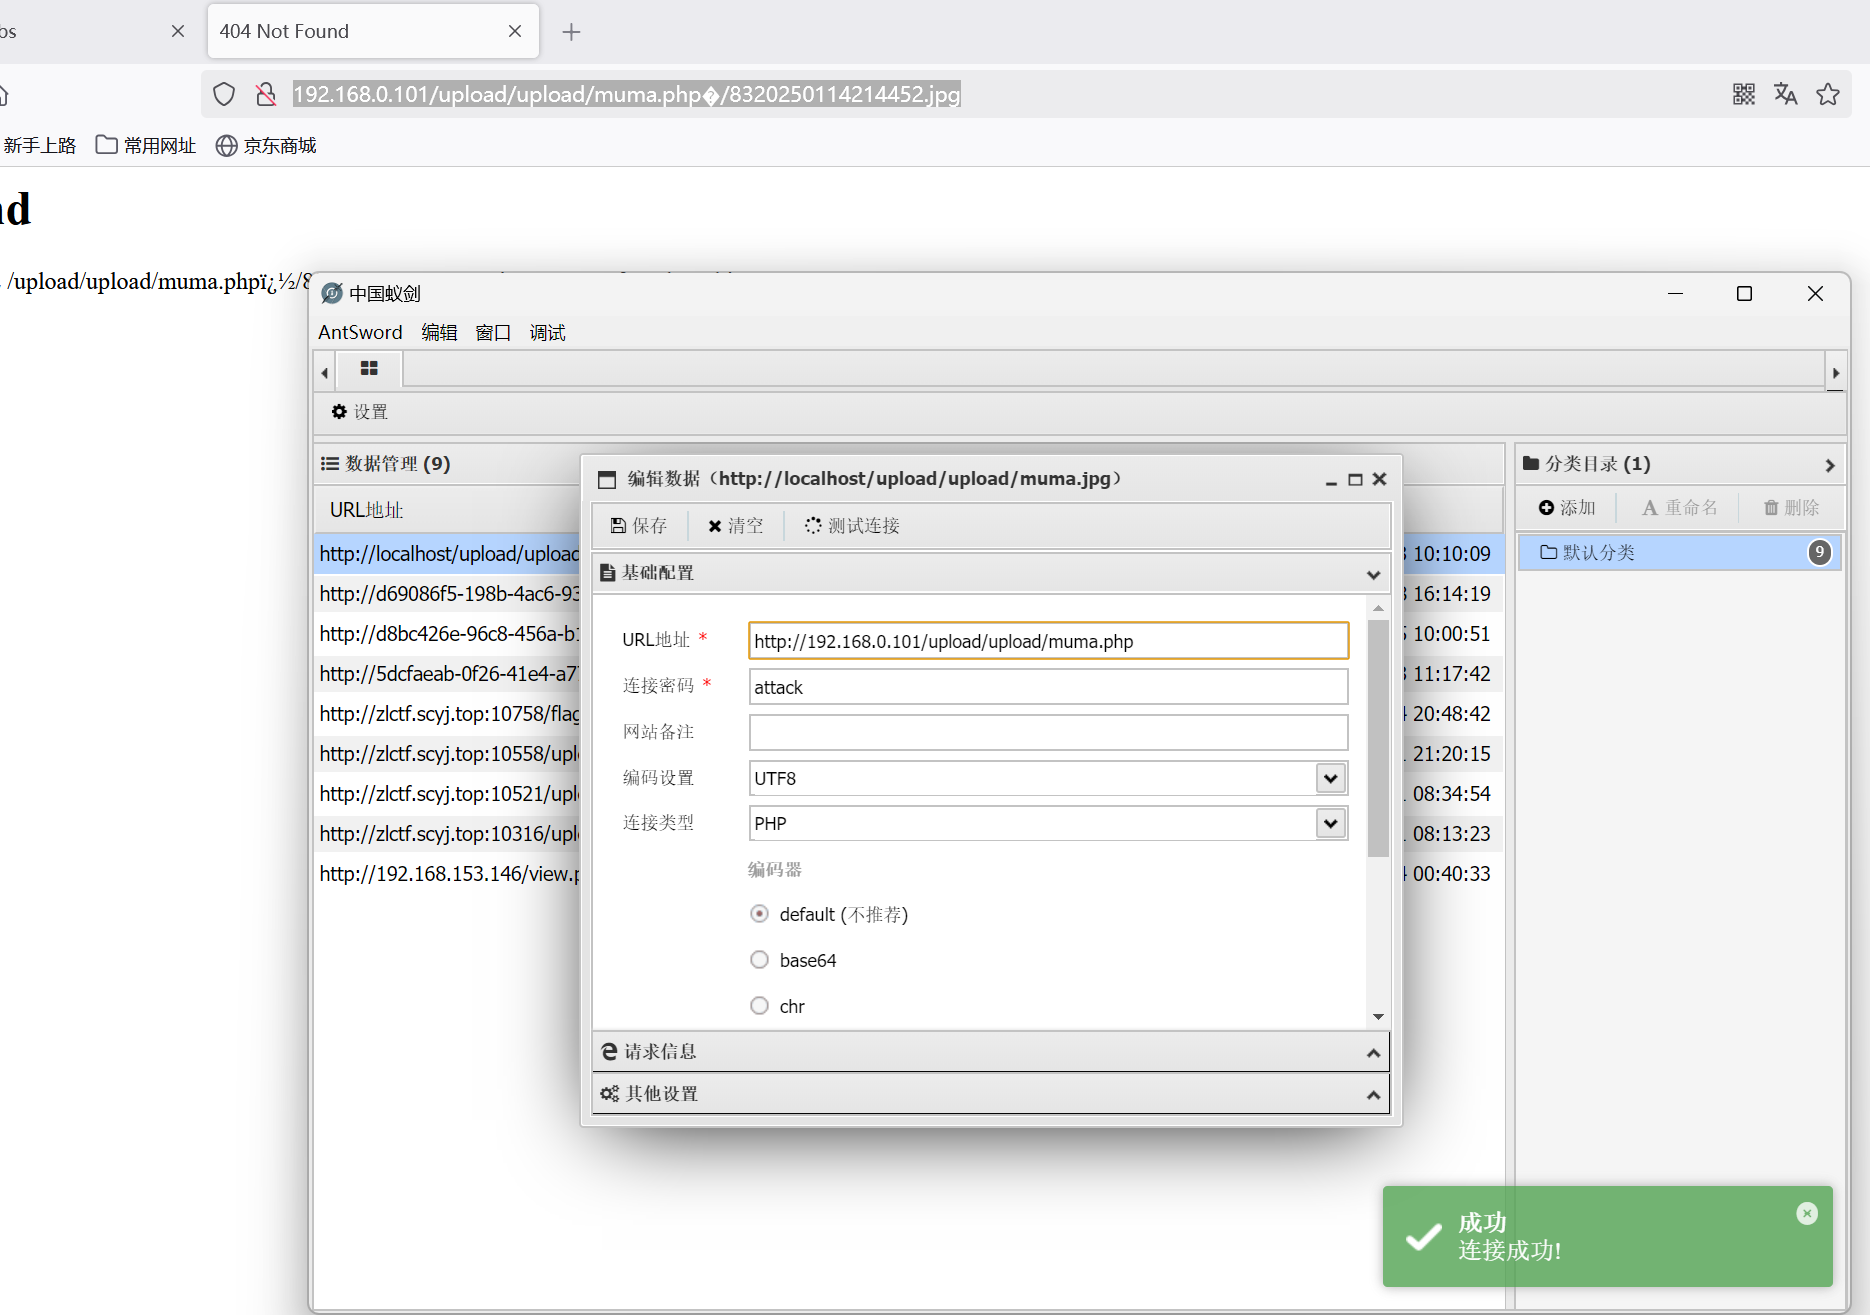 bs
404 Not Found
192.168.0.101/upload/upload/muma.php�/8320250114214452.jpg
新手上路 常用网址 京东商城
nd
/upload/upload/muma.phpï¿½/8
中国蚁剑
AntSword 编辑 窗口 调试
设置
数据管理 (9)
URL地址
http://localhost/upload/upload 10:10:09
http://d69086f5-198b-4ac6-93 16:14:19
http://d8bc426e-96c8-456a-b1 10:00:51
http://5dcfaeab-0f26-41e4-a7 11:17:42
http://zlctf.scyj.top:10758/flag 20:48:42
http://zlctf.scyj.top:10558/uplo 21:20:15
http://zlctf.scyj.top:10521/uplo 08:34:54
http://zlctf.scyj.top:10316/uplo 08:13:23
http://192.168.153.146/view.p 00:40:33
编辑数据（http://localhost/upload/upload/muma.jpg）
保存 清空 测试连接
基础配置
URL地址 * http://192.168.0.101/upload/upload/muma.php
连接密码 * attack
网站备注
编码设置 UTF8
连接类型 PHP
编码器
default (不推荐)
base64
chr
请求信息
其他设置
分类目录 (1)
添加 重命名 删除
默认分类 9
成功
连接成功!